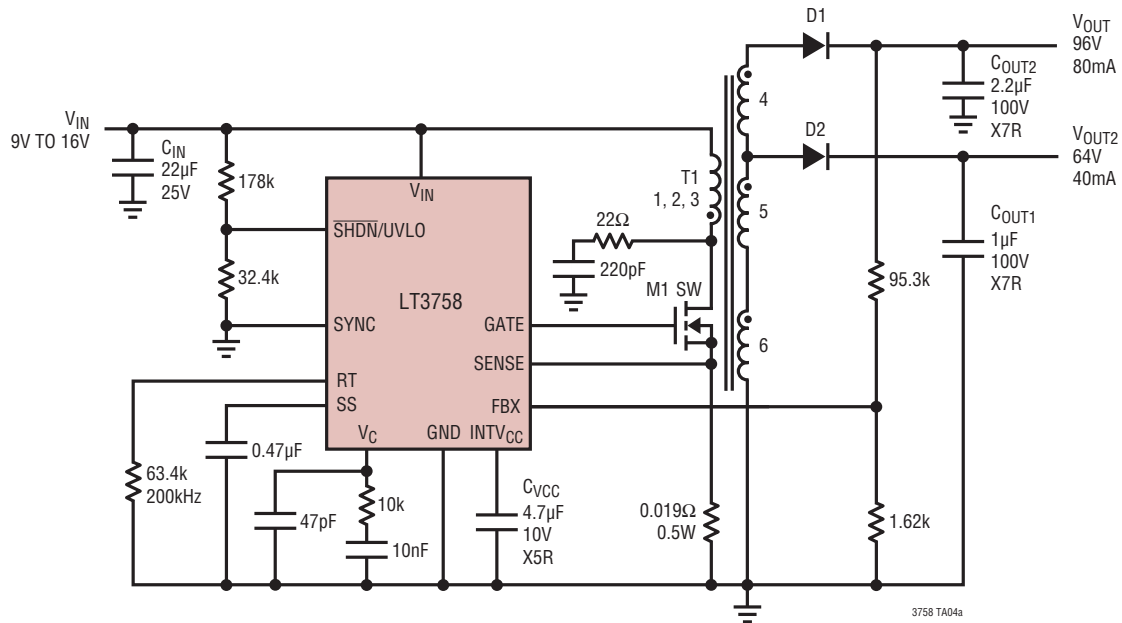 D1
V_OUT
96V
80mA
C_OUT2
2.2µF
100V
X7R
4
D2
V_OUT2
64V
40mA
C_OUT1
1µF
100V
X7R
V_IN
9V TO 16V
C_IN
22µF
25V
178k
32.4k
V_IN
SHDN/UVLO
SYNC
LT3758
RT
SS
V_C
GND
INTV_CC
GATE
SENSE
FBX
T1
1, 2, 3
5
6
22Ω
220pF
M1 SW
95.3k
1.62k
0.019Ω
0.5W
63.4k
200kHz
0.47µF
47pF
10k
10nF
C_VCC
4.7µF
10V
X5R
3758 TA04a